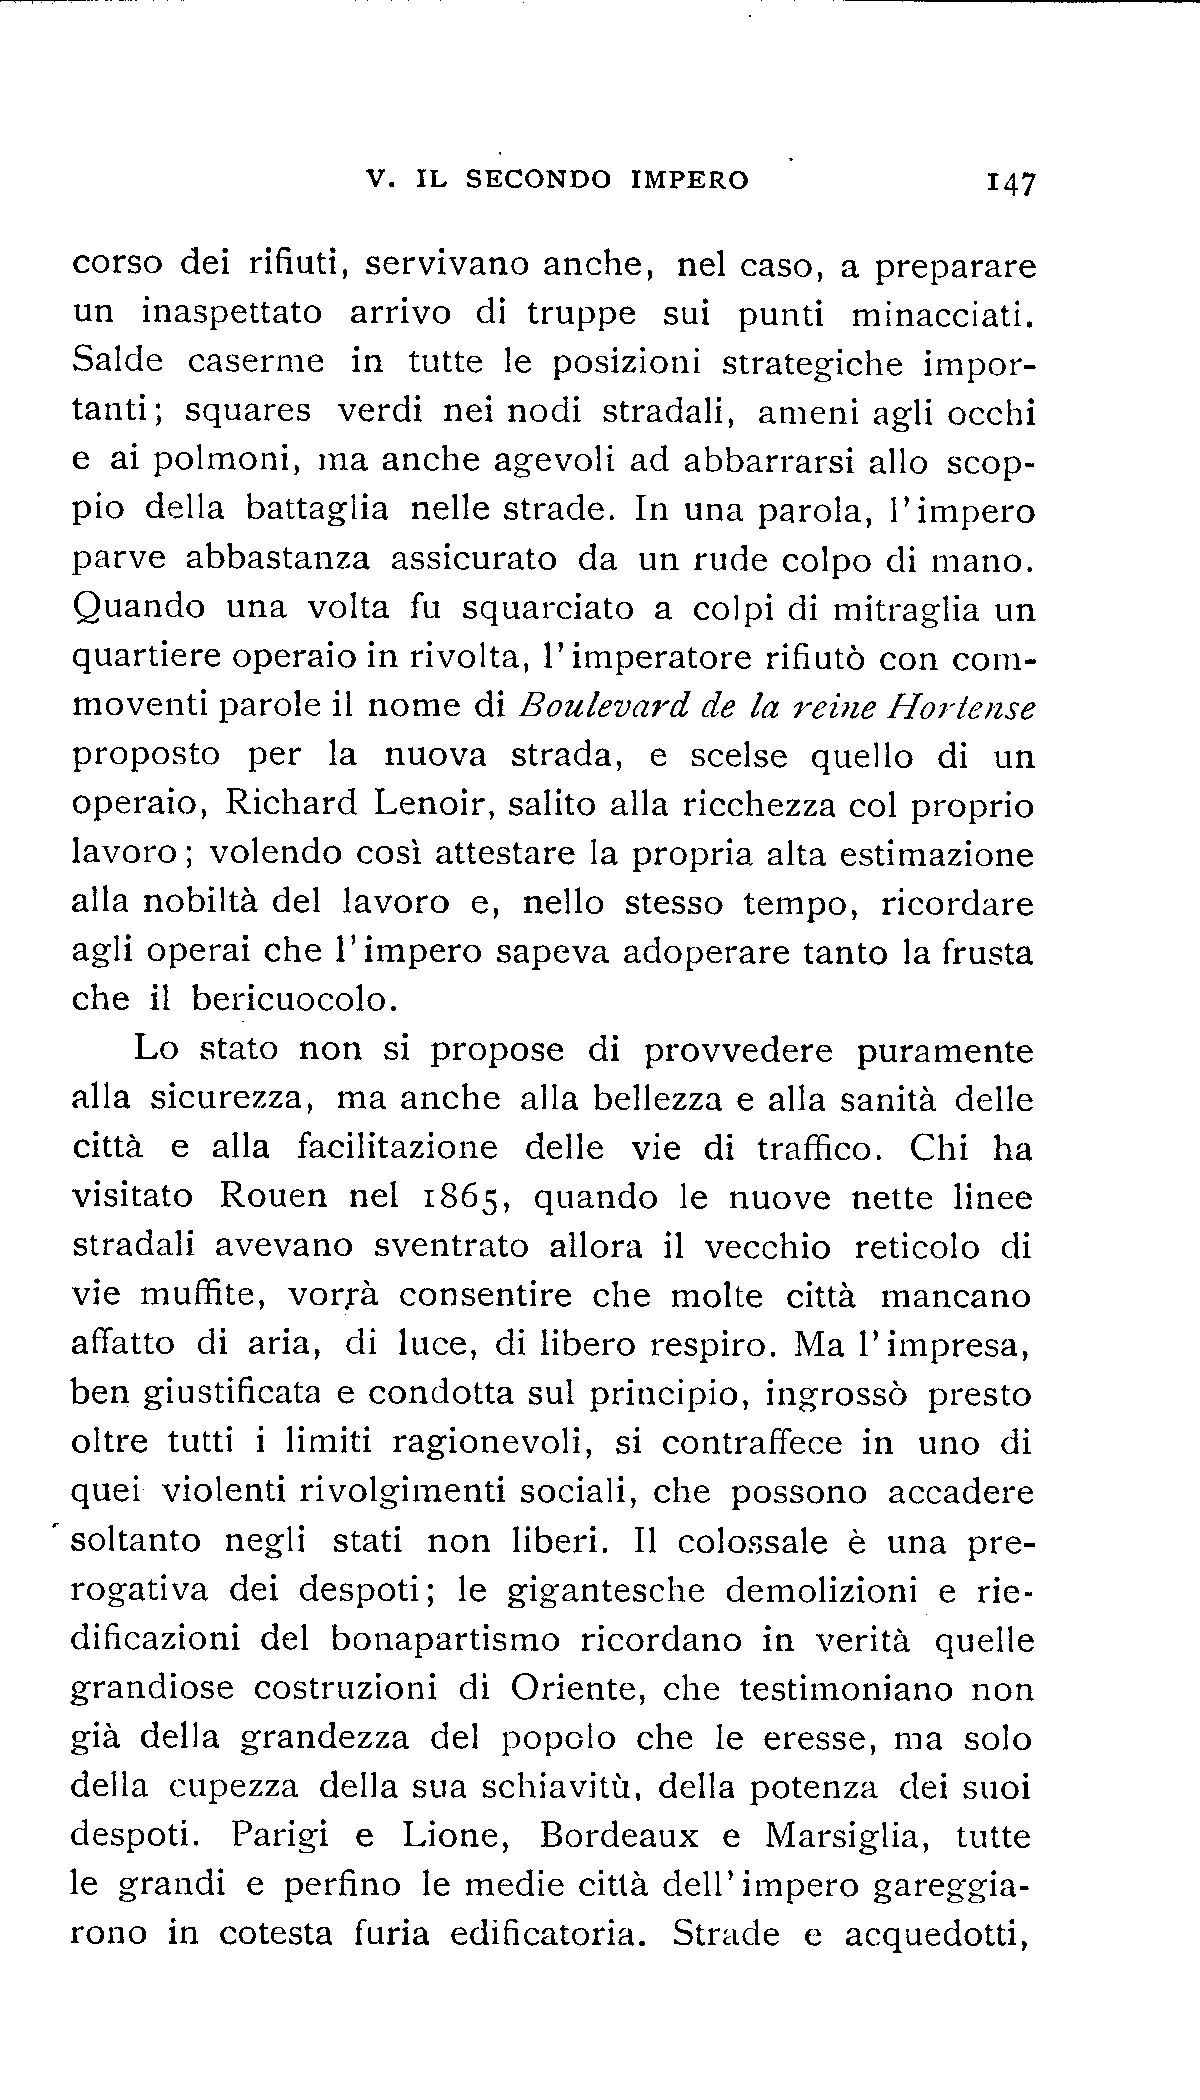 V. IL SECONDO IMPERO 147
corso dei rifiuti, servivano anche, nel caso, a preparare
un inaspettato arrivo di truppe sui punti minacciati.
Salde caserme in tutte le posizioni strategiche impor-
tanti; squares verdi nei nodi stradali, ameni agli occhi
e ai polmoni, ma anche agevoli ad abbarrarsi allo scop-
pio della battaglia nelle strade. In una parola, l'impero
parve abbastanza assicurato da un rude colpo di mano.
Quando una volta fu squarciato a colpi di mitraglia un
quartiere operaio in rivolta, l'imperatore rifiutò con com-
moventi parole il nome di Boulevard de la reine Hortense
proposto per la nuova strada, e scelse quello di un
operaio, Richard Lenoir, salito alla ricchezza col proprio
lavoro; volendo così attestare la propria alta estimazione
alla nobiltà del lavoro e, nello stesso tempo, ricordare
agli operai che l'impero sapeva adoperare tanto la frusta
che il bericuocolo.
Lo stato non si propose di provvedere puramente
alla sicurezza, ma anche alla bellezza e alla sanità delle
città e alla facilitazione delle vie di traffico. Chi ha
visitato Rouen nel 1865, quando le nuove nette linee
stradali avevano sventrato allora il vecchio reticolo di
vie muffite, vorrà consentire che molte città mancano
affatto di aria, di luce, di libero respiro. Ma l'impresa,
ben giustificata e condotta sul principio, ingrossò presto
oltre tutti i limiti ragionevoli, si contraffece in uno di
quei violenti rivolgimenti sociali, che possono accadere
soltanto negli stati non liberi. Il colossale è una pre-
rogativa dei despoti; le gigantesche demolizioni e rie-
dificazioni del bonapartismo ricordano in verità quelle
grandiose costruzioni di Oriente, che testimoniano non
già della grandezza del popolo che le eresse, ma solo
della cupezza della sua schiavitù, della potenza dei suoi
despoti. Parigi e Lione, Bordeaux e Marsiglia, tutte
le grandi e perfino le medie città dell'impero gareggia-
rono in cotesta furia edificatoria. Strade e acquedotti,